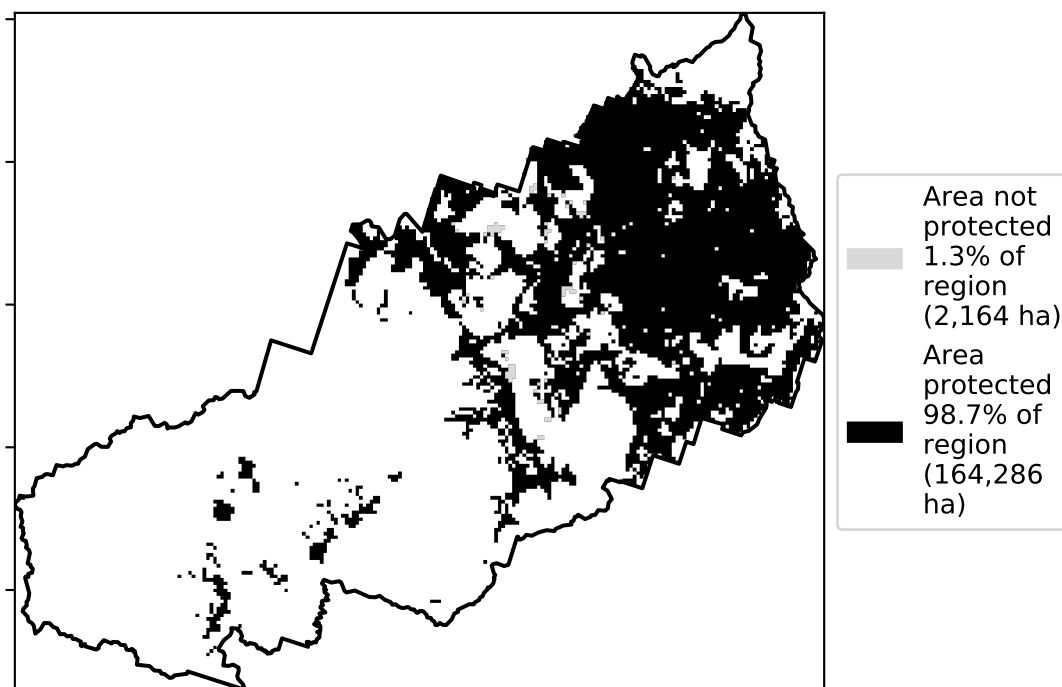 Area not
protected
1.3% of
region
(2,164 ha)
Area
protected
98.7% of
region
(164,286
ha)